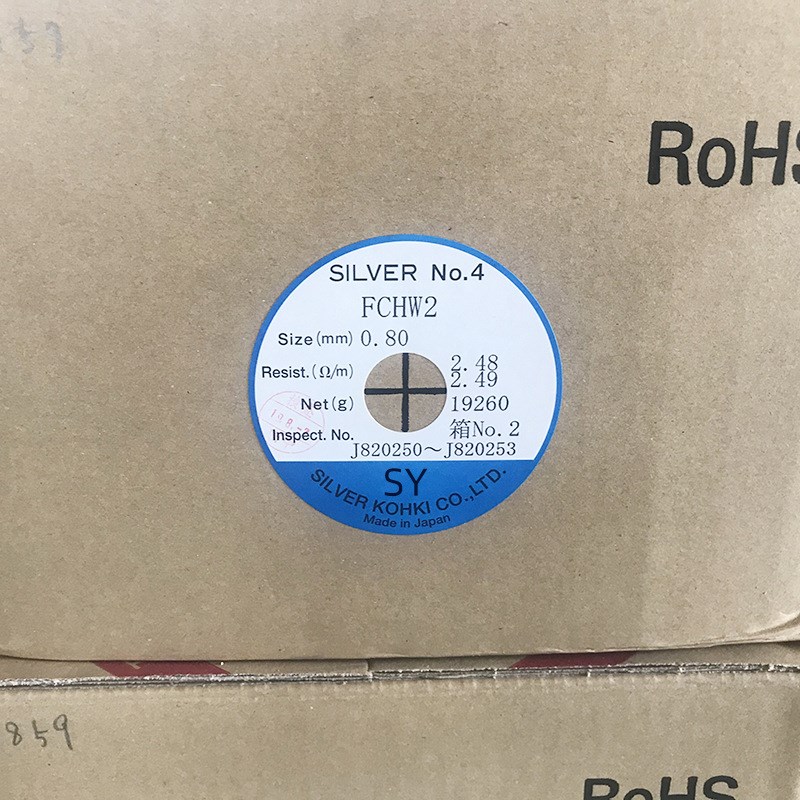 RoHS
SILVER No.4
FCHW2
Size(mm) 0.80
Resist.(Ω/m) 2.48
2.49
Net(g) 19260
箱No.2
Inspect. No. J820250～J820253
SY
SILVER KOHKI CO.,LTD.
Made in Japan
859
RoHS